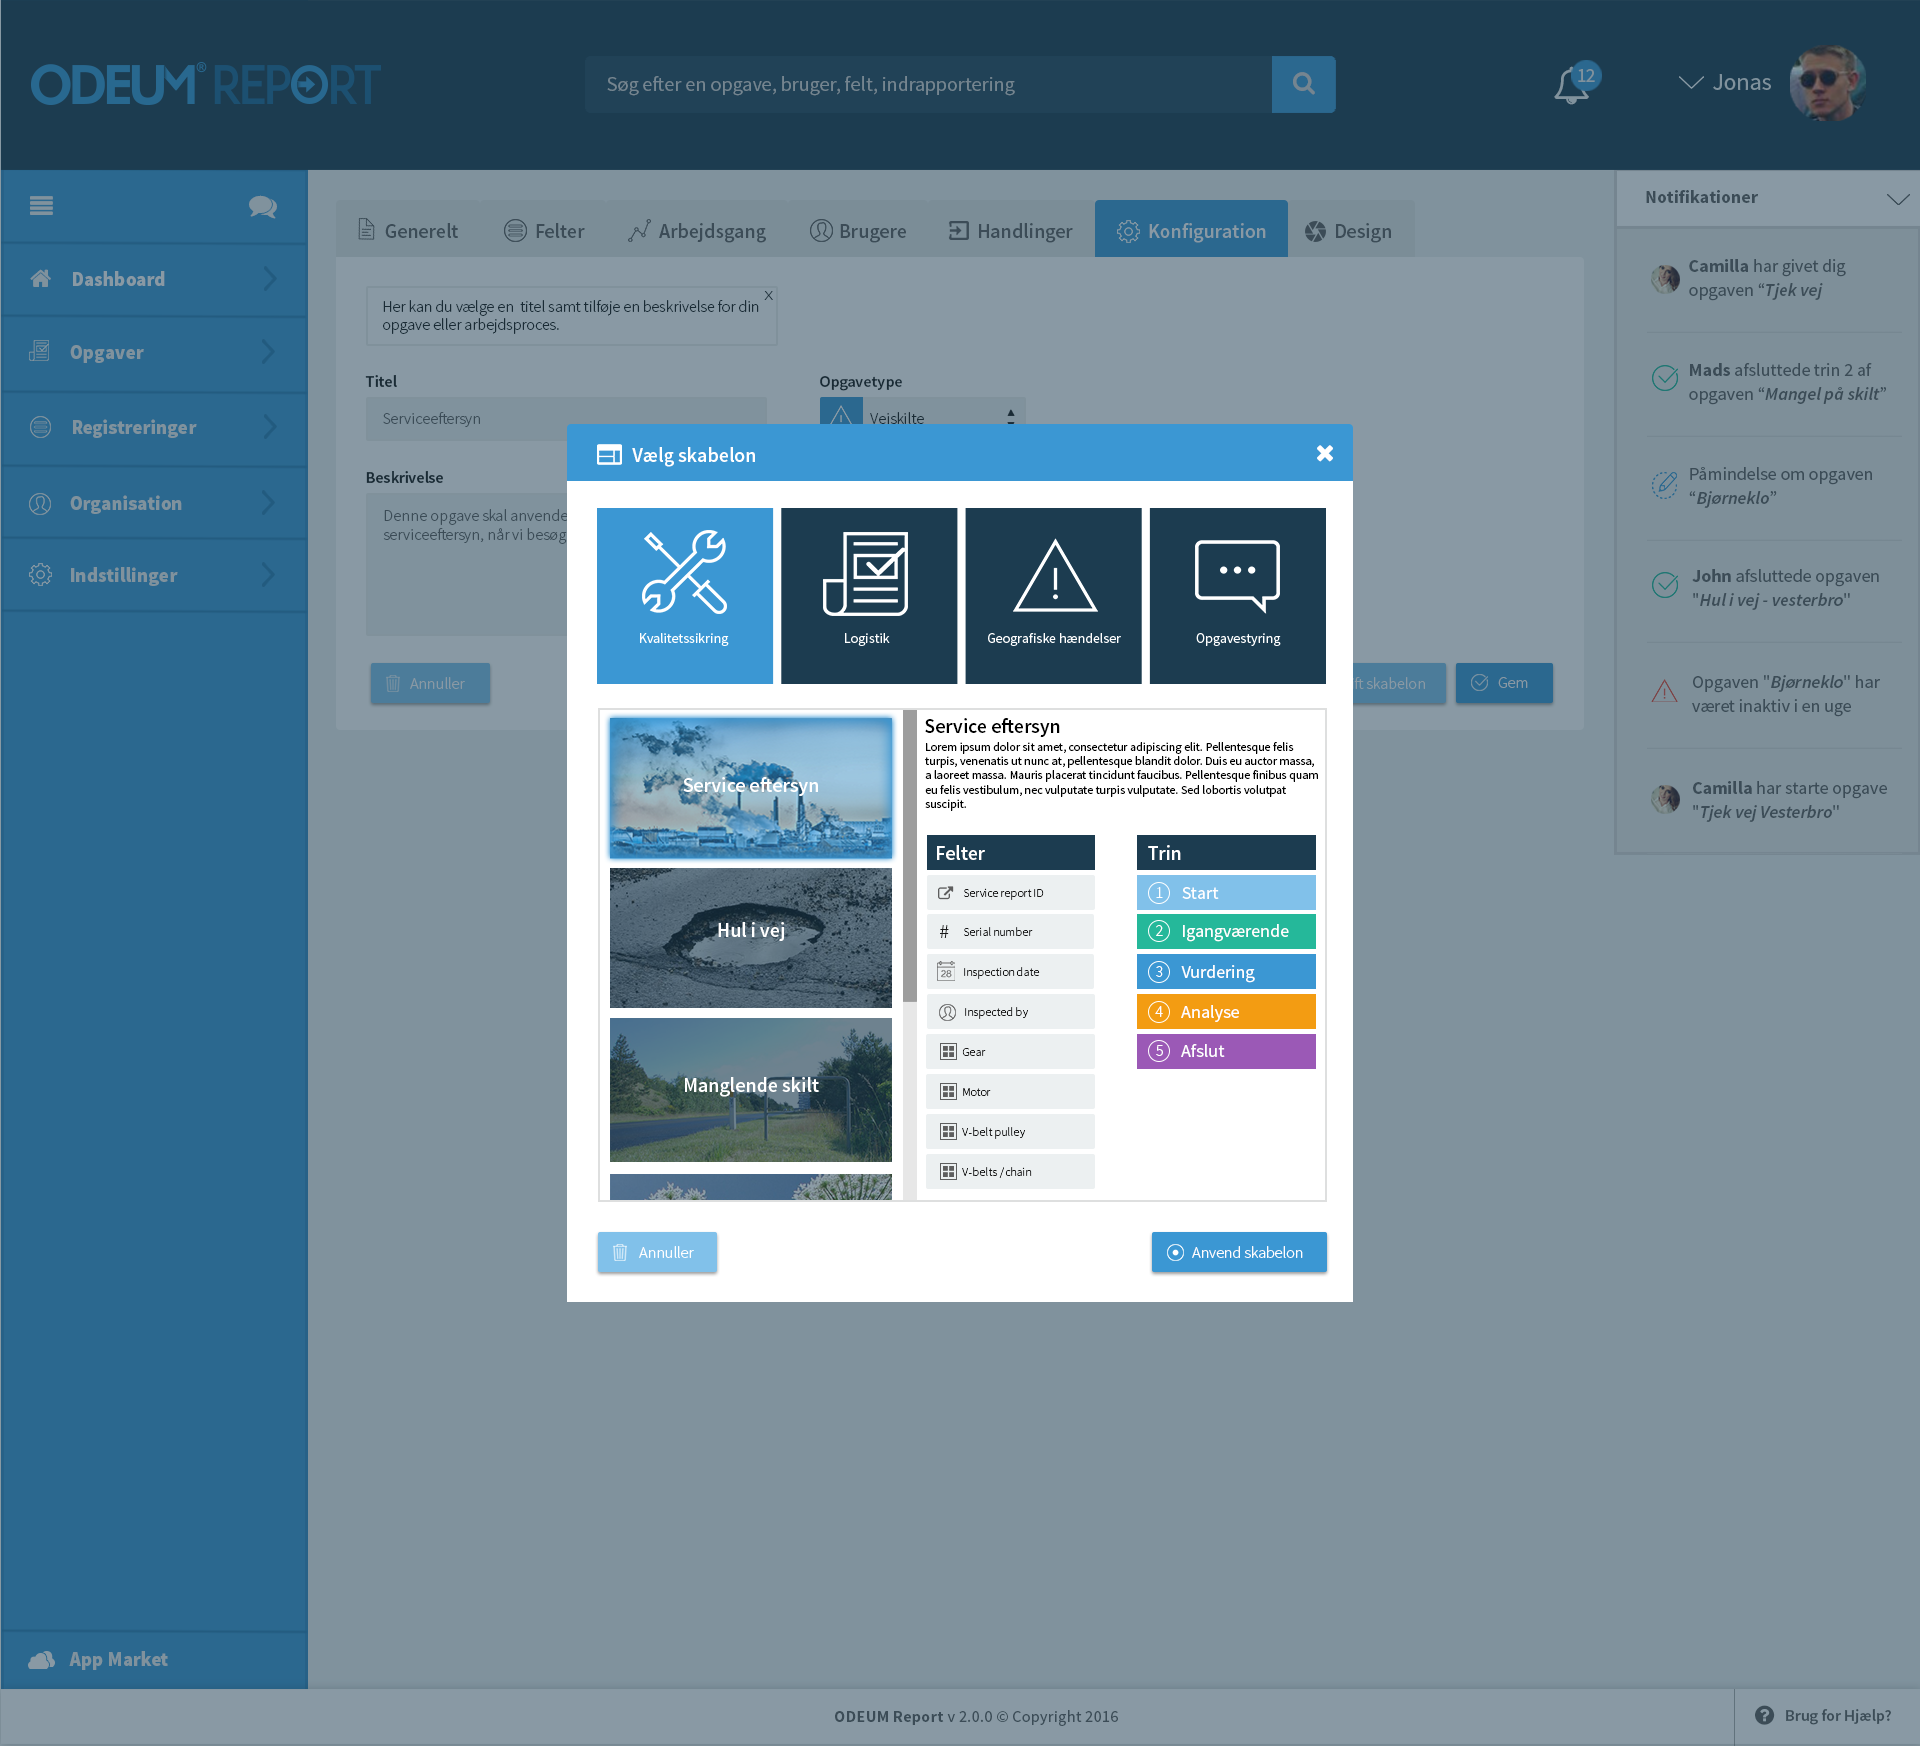 ODEUM® REPORT
Søg efter en opgave, bruger, felt, indrapportering
12
Jonas
Dashboard
Opgaver
Registreringer
Organisation
Indstillinger
App Market
Generelt
Felter
Arbejdsgang
Brugere
Handlinger
Konfiguration
Design
Her kan du vælge en titel samt tilføje en beskrivelse for din
opgave eller arbejdsproces.
X
Titel
Serviceeftersyn
Opgavetype
Vejskilte
Beskrivelse
Denne opgave skal anvende
serviceeftersyn, når vi besøg
Annuller
ft skabelon
Gem
Vælg skabelon
Kvalitetssikring
Logistik
Geografiske hændelser
Opgavestyring
Service eftersyn
Hul i vej
Manglende skilt
Service eftersyn
Lorem ipsum dolor sit amet, consectetur adipiscing elit. Pellentesque felis
turpis, venenatis ut nunc at, pellentesque blandit dolor. Duis eu auctor massa,
a laoreet massa. Mauris placerat tincidunt faucibus. Pellentesque finibus quam
eu felis vestibulum, nec vulputate turpis vulputate. Sed lobortis volutpat
suscipit.
Felter
Service report ID
# Serial number
28 Inspection date
Inspected by
Gear
Motor
V-belt pulley
V-belts / chain
Trin
1 Start
2 Igangværende
3 Vurdering
4 Analyse
5 Afslut
Annuller
Anvend skabelon
Notifikationer
Camilla har givet dig
opgaven “Tjek vej
Mads afsluttede trin 2 af
opgaven “Mangel på skilt”
Påmindelse om opgaven
“Bjørneklo”
John afsluttede opgaven
"Hul i vej - vesterbro"
Opgaven "Bjørneklo" har
været inaktiv i en uge
Camilla har starte opgave
"Tjek vej Vesterbro"
ODEUM Report v 2.0.0 © Copyright 2016
Brug for Hjælp?